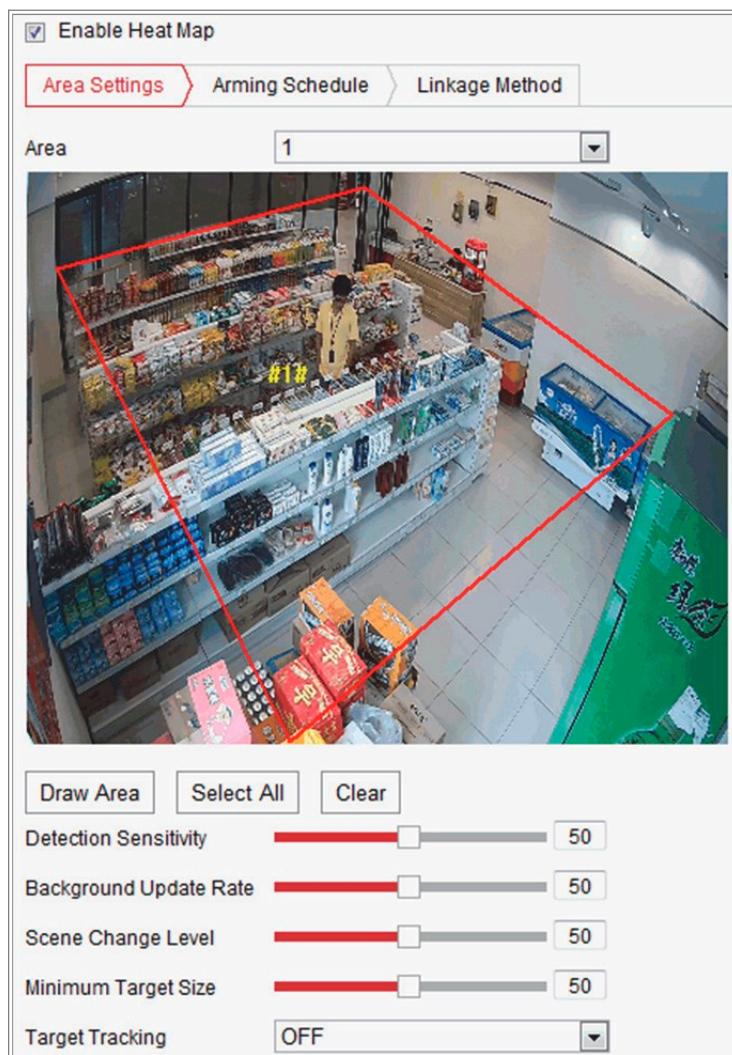 Enable Heat Map
Area Settings
Arming Schedule
Linkage Method
Area
1
#1#
Draw Area
Select All
Clear
Detection Sensitivity
50
Background Update Rate
50
Scene Change Level
50
Minimum Target Size
50
Target Tracking
OFF